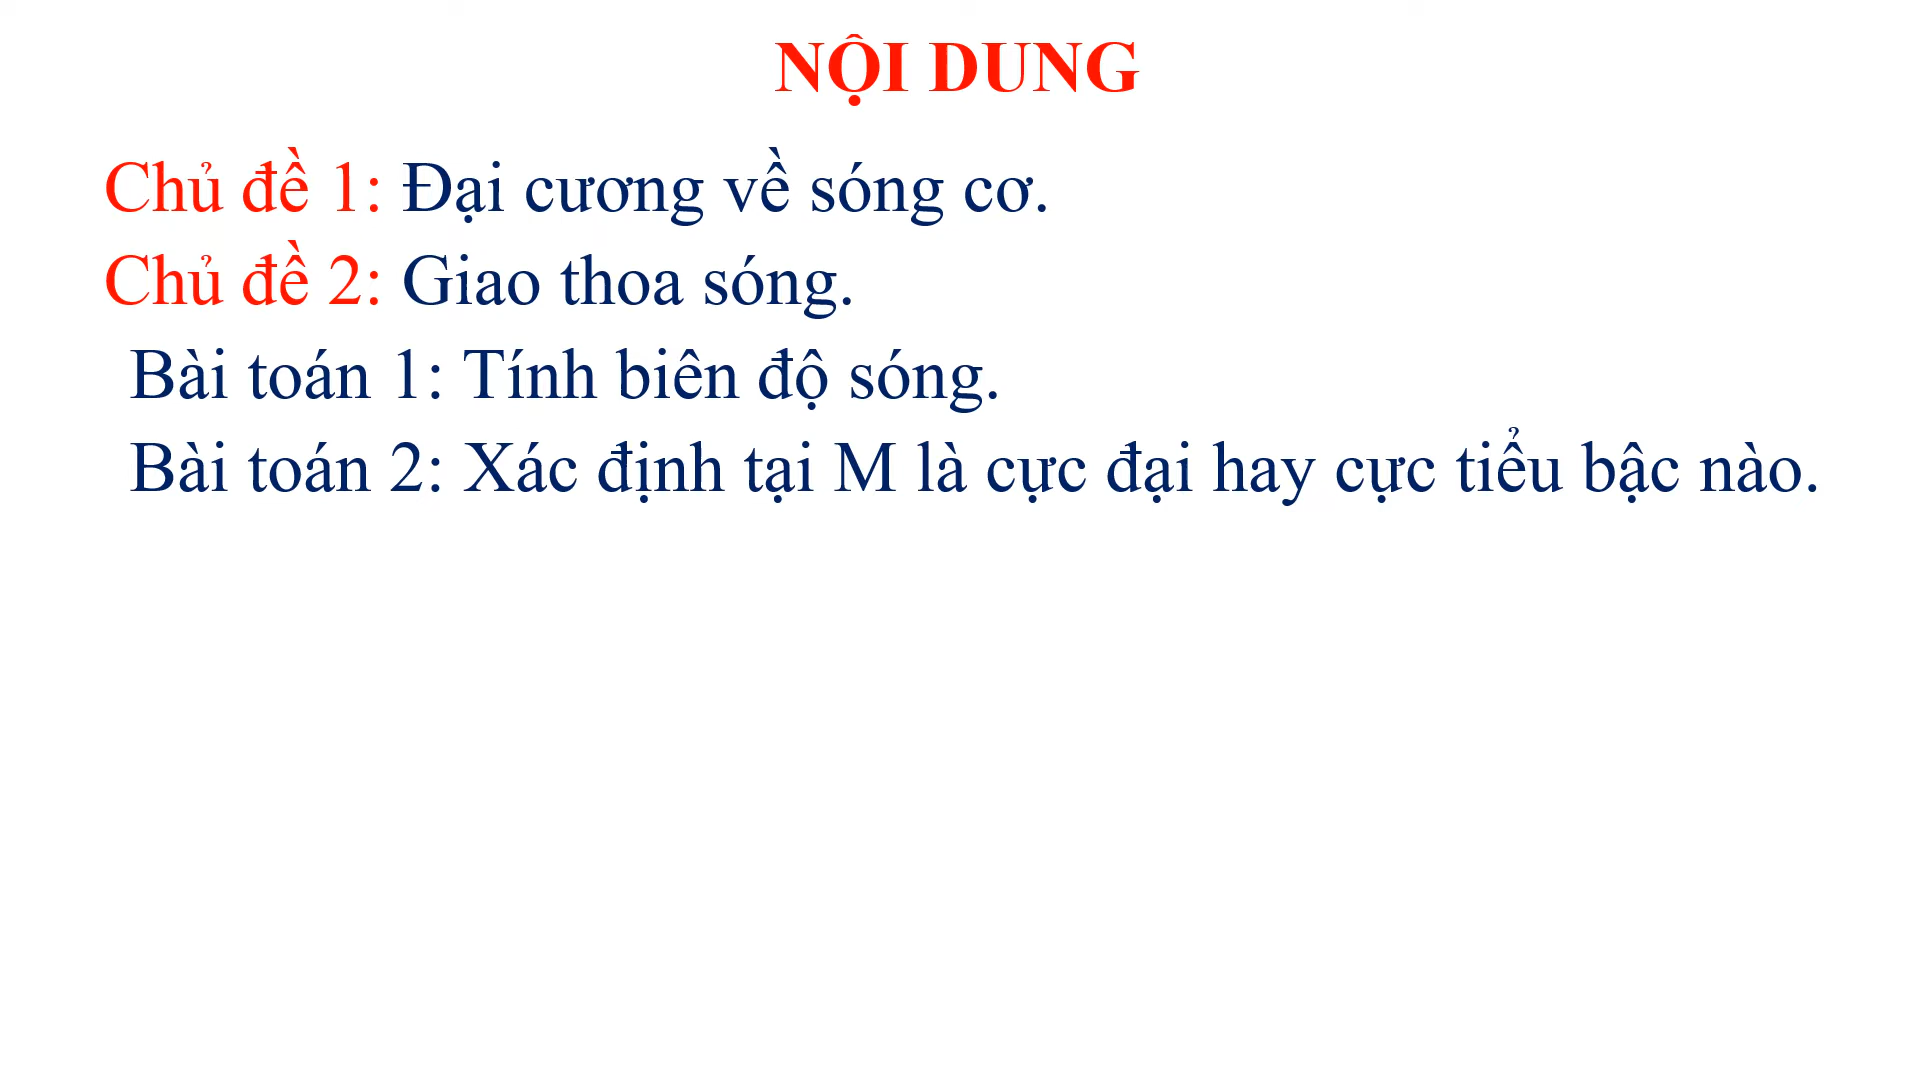 NỘI DUNG
Chủ đề 1: Đại cương về sóng cơ.
Chủ đề 2: Giao thoa sóng.
Bài toán 1: Tính biên độ sóng.
Bài toán 2: Xác định tại M là cực đại hay cực tiểu bậc nào.